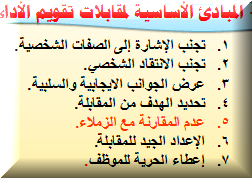 المبادئ الأساسية لمقابلات تقويم الأداء
١. تجنب الإشارة إلى الصفات الشخصية.
٢. تجنب الانتقاد الشخصي.
٣. عرض الجوانب الايجابية والسلبية.
٤. تحديد الهدف من المقابلة.
٥. عدم المقارنة مع الزملاء.
٦. الإعداد الجيد للمقابلة.
٧. إعطاء الحرية للموظف.